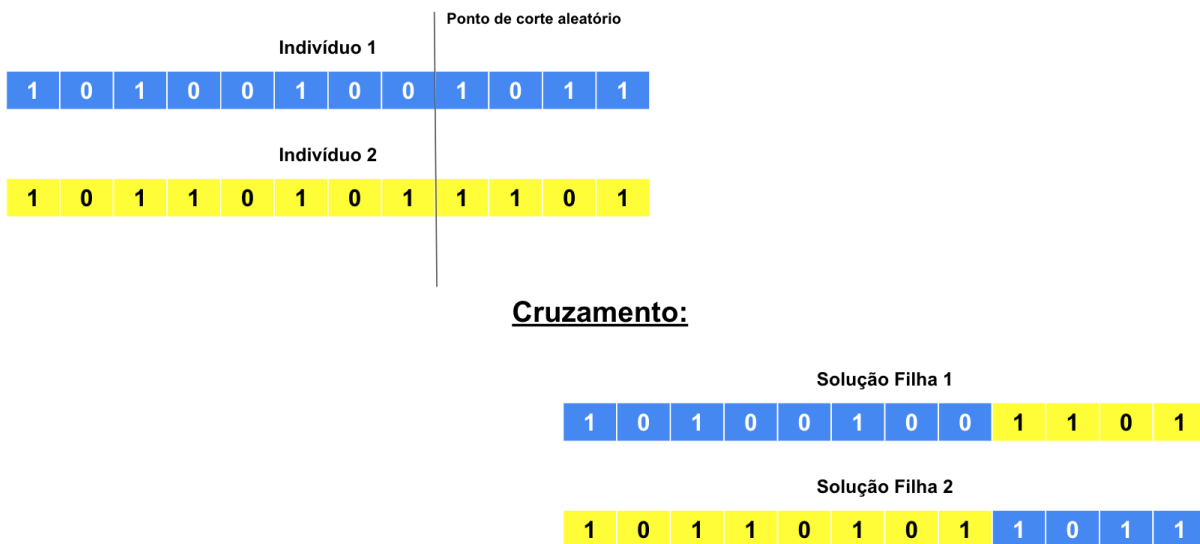 Ponto de corte aleatório
Indivíduo 1
1 0 1 0 0 1 0 0 1 0 1 1
Indivíduo 2
1 0 1 1 0 1 0 1 1 1 0 1
Cruzamento:
Solução Filha 1
1 0 1 0 0 1 0 0 1 1 0 1
Solução Filha 2
1 0 1 1 0 1 0 1 1 0 1 1